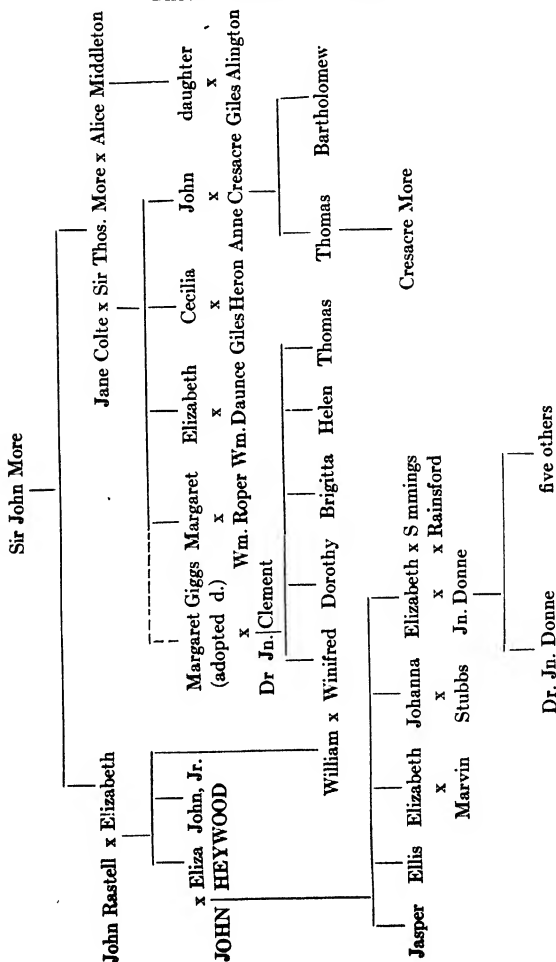 Sir John More
John Rastell x Elizabeth Jane Colte x Sir Thos. More x Alice Middleton
x Eliza John, Jr. Margaret Giggs Margaret Elizabeth Cecilia John daughter
JOHN HEYWOOD (adopted d.) x x x x x
x Wm. Roper Wm. Daunce Giles Heron Anne Cresacre Giles Alington
Dr Jn. Clement
William x Winifred Dorothy Brigitta Helen Thomas Thomas Bartholomew
Cresacre More
Jasper Ellis Elizabeth Johanna Elizabeth x S mmings
x x x x Rainsford
Marvin Stubbs Jn. Donne
Dr. Jn. Donne five others